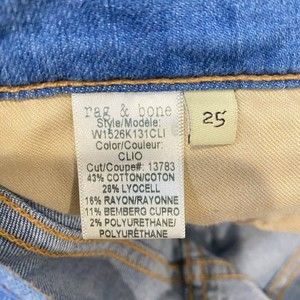 rag & bone
Style/Modèle:
W1526K131CLI
Color/Couleur:
CLIO
Cut/Coupe#: 13783
43% COTTON/COTON
28% LYOCELL
16% RAYON/RAYONNE
11% BEMBERG CUPRO
2% POLYURETHANE/
POLYURÉTHANE
25